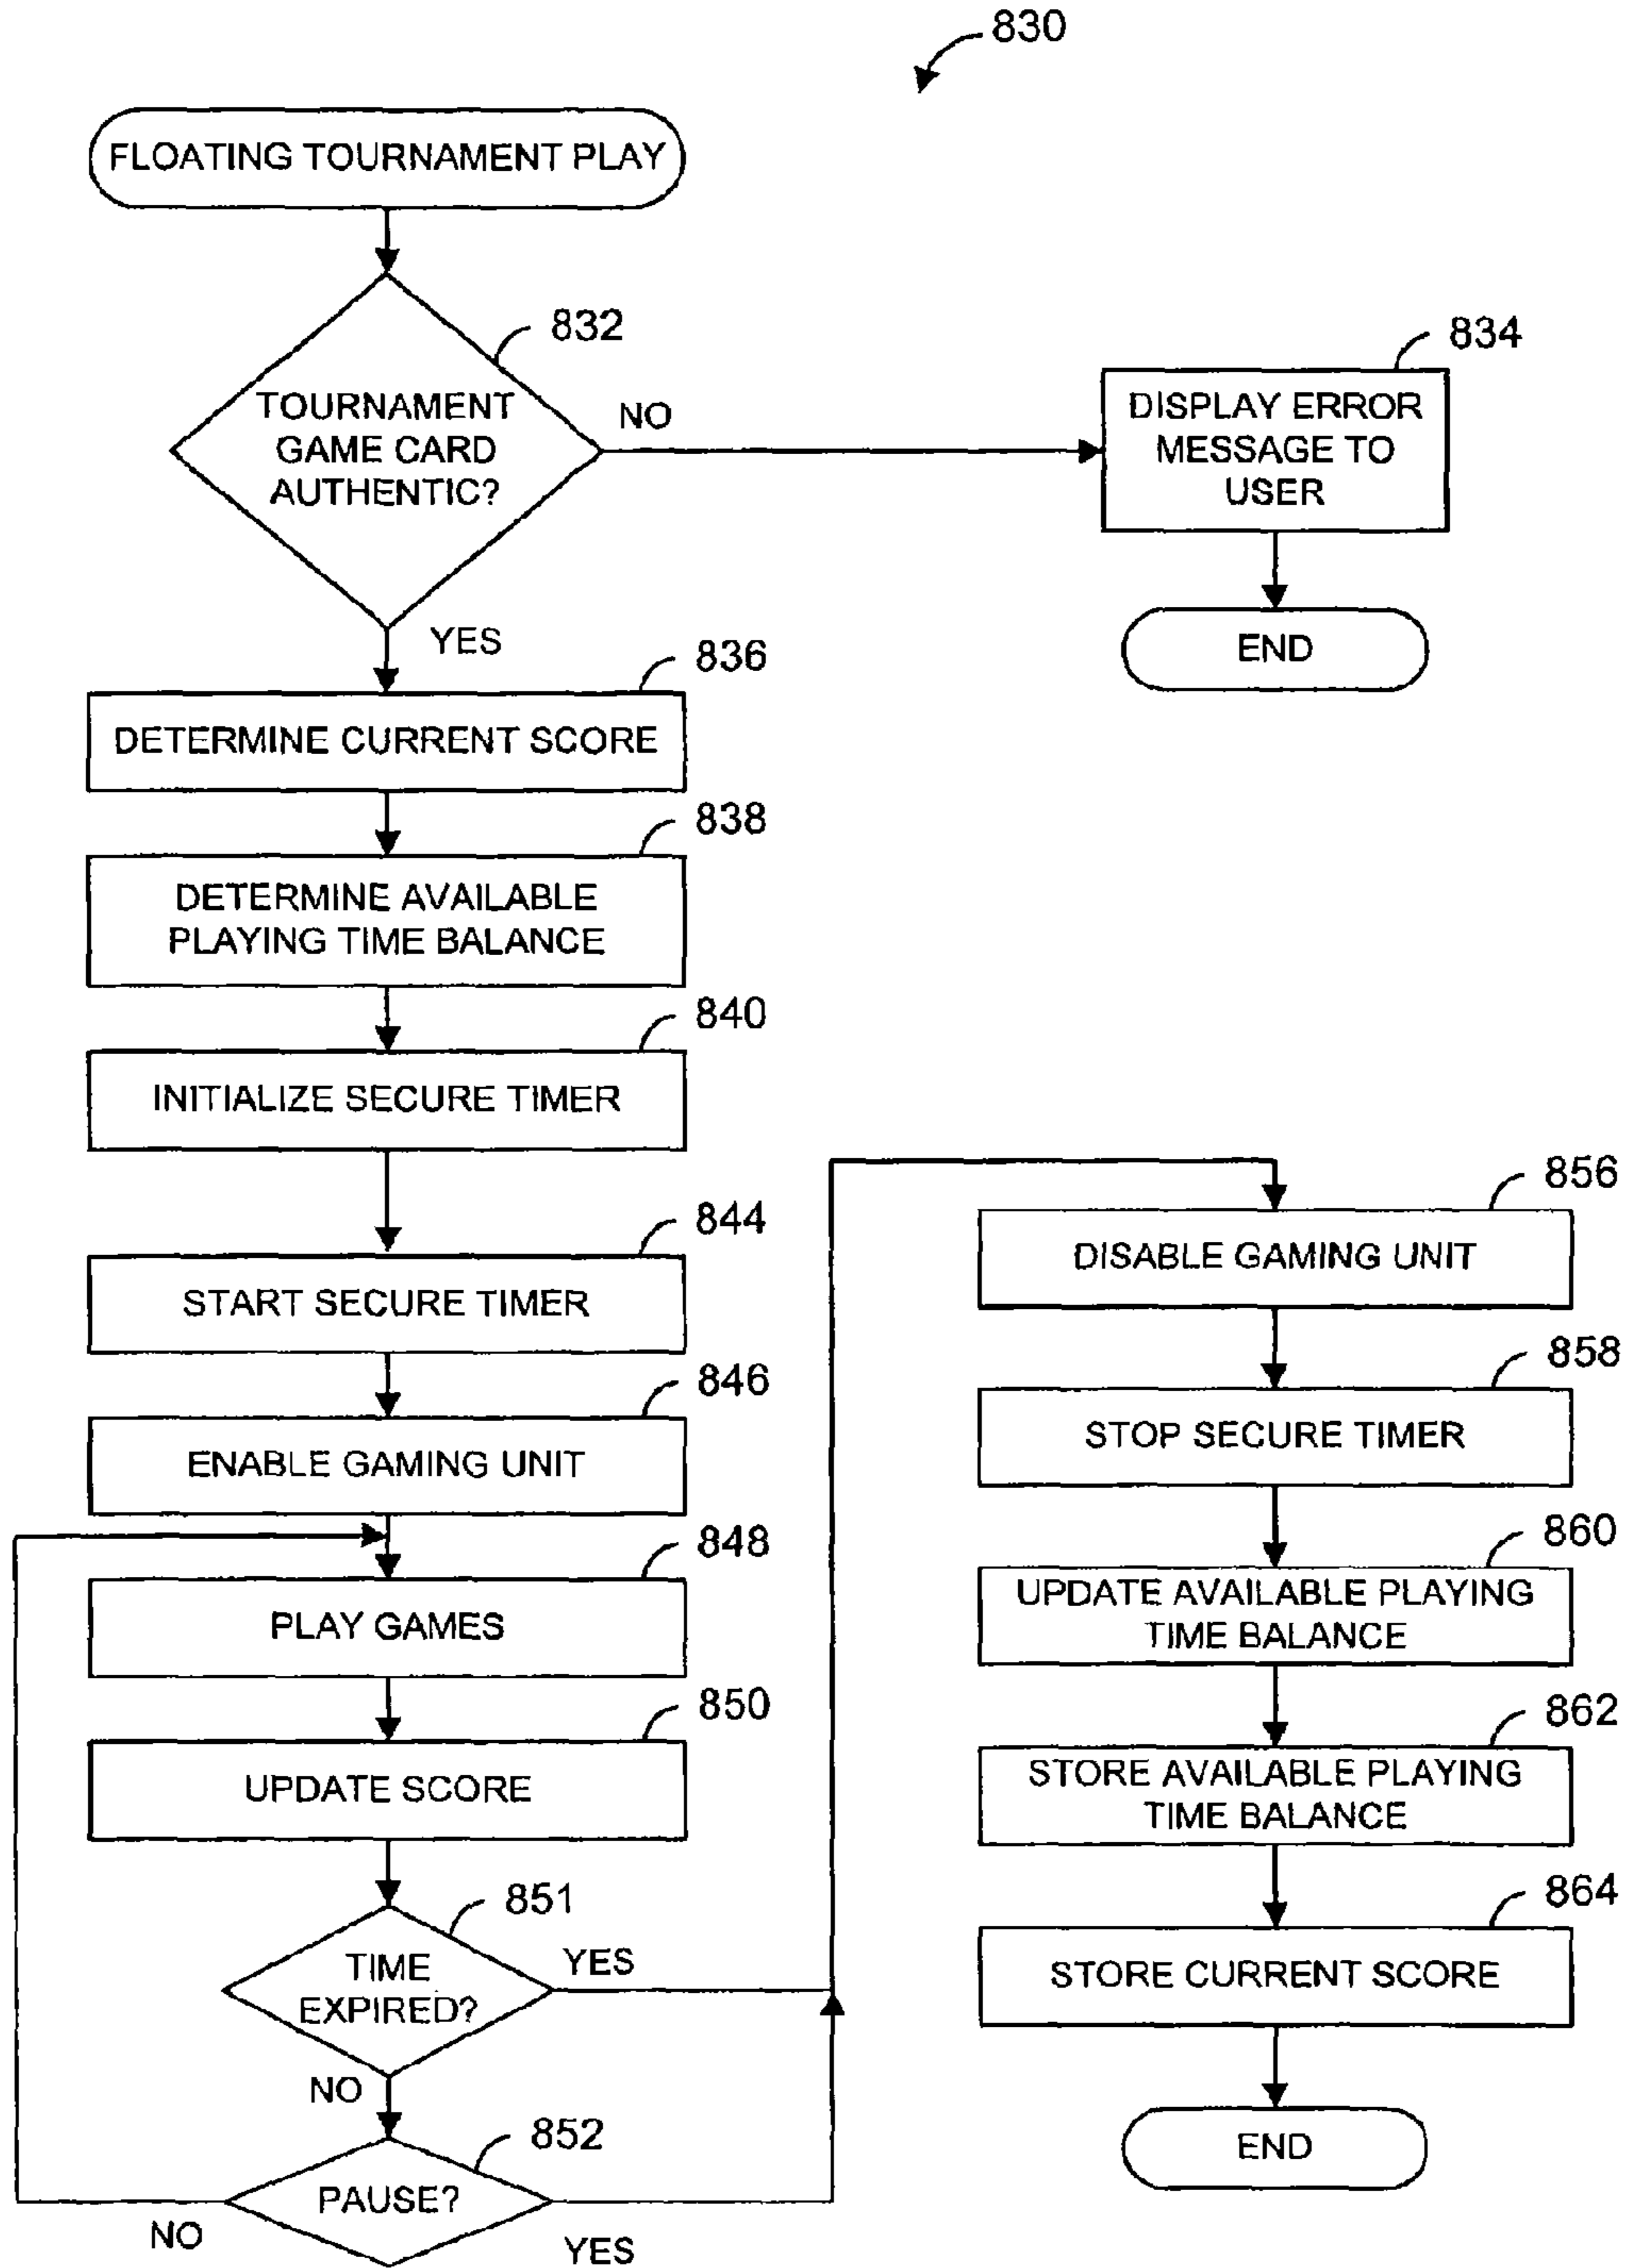 830
FLOATING TOURNAMENT PLAY
832
TOURNAMENT
GAME CARD
AUTHENTIC?
NO
834
DISPLAY ERROR
MESSAGE TO
USER
END
YES
836
DETERMINE CURRENT SCORE
838
DETERMINE AVAILABLE
PLAYING TIME BALANCE
840
INITIALIZE SECURE TIMER
844
START SECURE TIMER
846
ENABLE GAMING UNIT
848
PLAY GAMES
850
UPDATE SCORE
851
TIME
EXPIRED?
YES
NO
852
PAUSE?
NO
YES
856
DISABLE GAMING UNIT
858
STOP SECURE TIMER
860
UPDATE AVAILABLE PLAYING
TIME BALANCE
862
STORE AVAILABLE PLAYING
TIME BALANCE
864
STORE CURRENT SCORE
END